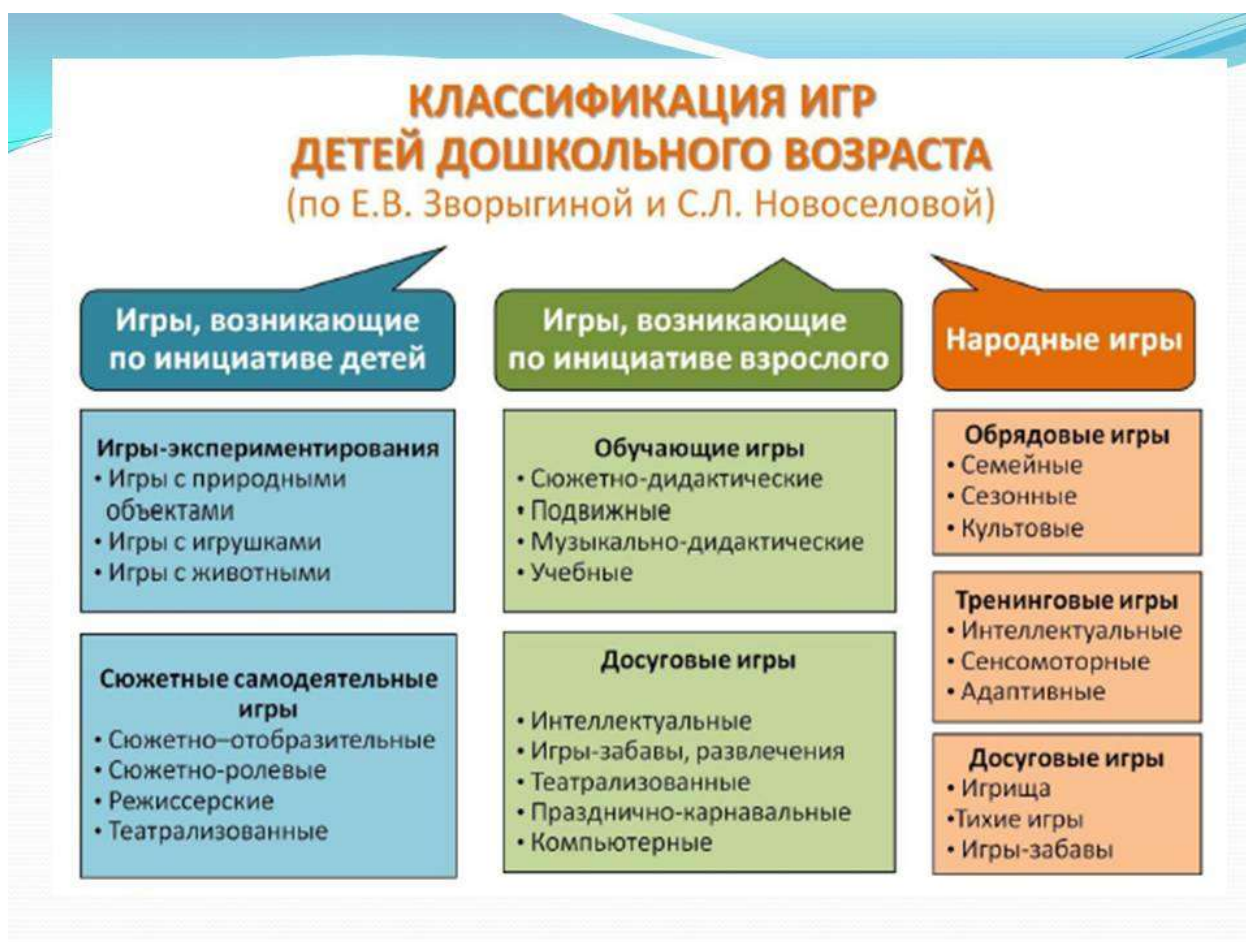 КЛАССИФИКАЦИЯ ИГР
ДЕТЕЙ ДОШКОЛЬНОГО ВОЗРАСТА
(по Е.В. Зворыгиной и С.Л. Новоселовой)
Игры, возникающие
по инициативе детей
Игры-экспериментирования
• Игры с природными
объектами
• Игры с игрушками
• Игры с животными
Сюжетные самодеятельные
игры
• Сюжетно–отобразительные
• Сюжетно-ролевые
• Режиссерские
• Театрализованные
Игры, возникающие
по инициативе взрослого
Обучающие игры
• Сюжетно-дидактические
• Подвижные
• Музыкально-дидактические
• Учебные
Досуговые игры
• Интеллектуальные
• Игры-забавы, развлечения
• Театрализованные
• Празднично-карнавальные
• Компьютерные
Народные игры
Обрядовые игры
• Семейные
• Сезонные
• Культовые
Тренинговые игры
• Интеллектуальные
• Сенсомоторные
• Адаптивные
Досуговые игры
• Игрища
•Тихие игры
• Игры-забавы